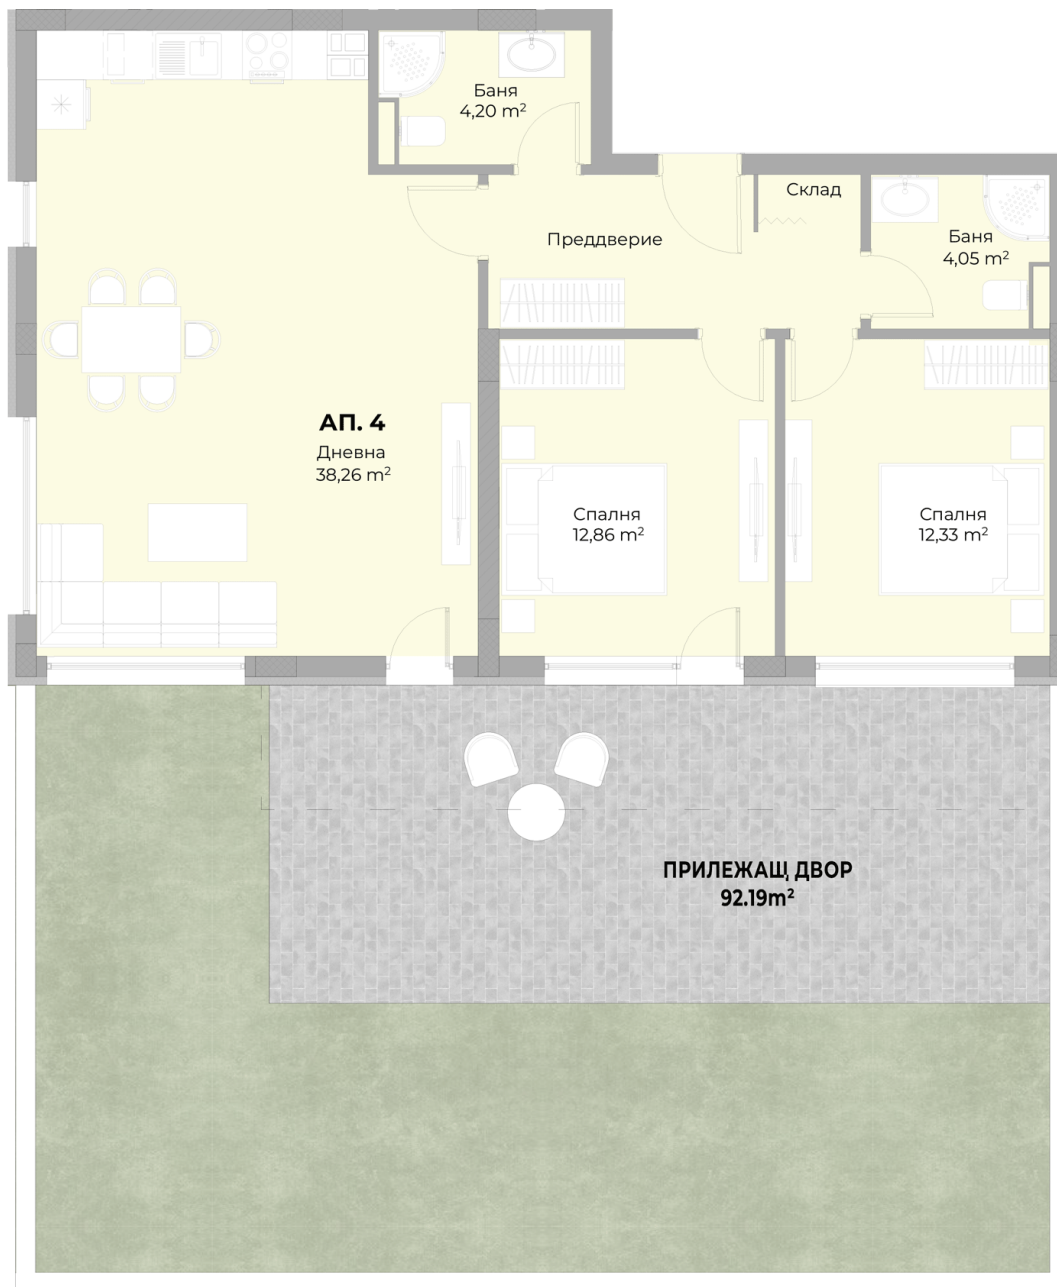 Баня
4,20 m²
Склад
Преддверие
Баня
4,05 m²
АП. 4
Дневна
38,26 m²
Спалня
12,86 m²
Спалня
12,33 m²
ПРИЛЕЖАЩ ДВОР
92.19m²